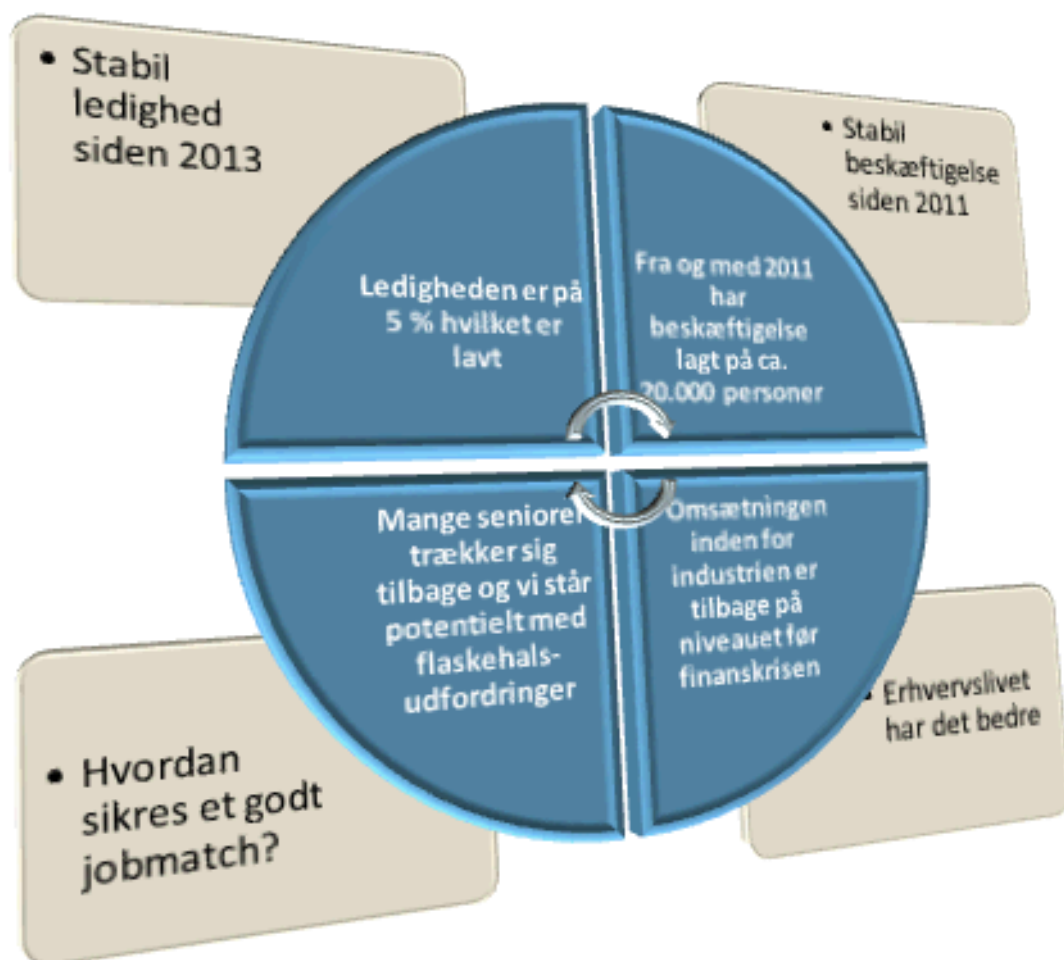 • Stabil
ledighed
siden 2013
• Stabil
beskæftigelse
siden 2011
Ledigheden er på
5 % hvilket er
lavt
Fra og med 2011
har
beskæftigelse
lagt på ca.
20.000 personer
Mange seniorer
trækker sig
tilbage og vi står
potentielt med
flaskehals-
udfordringer
Omsætningen
inden for
industrien er
tilbage på
niveauet før
finanskrisen
• Hvordan
sikres et godt
jobmatch?
• Erhvervslivet
har det bedre